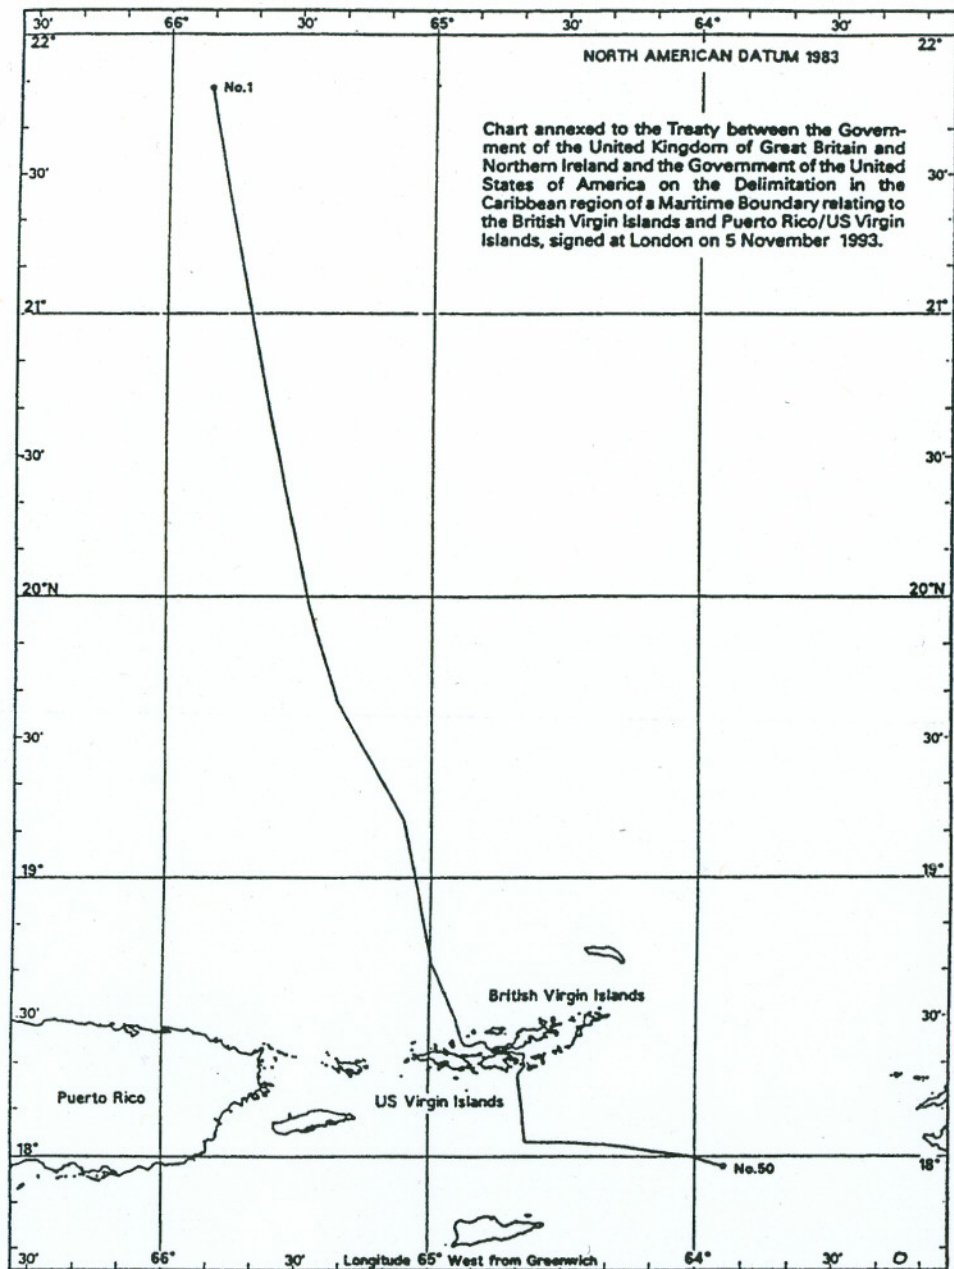 30' 66° 30' 65° 30' 64° 30'
22° 22°
NORTH AMERICAN DATUM 1983
No.1
Chart annexed to the Treaty between the Govern-
ment of the United Kingdom of Great Britain and
Northern Ireland and the Government of the United
States of America on the Delimitation in the
Caribbean region of a Maritime Boundary relating to
the British Virgin Islands and Puerto Rico/US Virgin
Islands, signed at London on 5 November 1993.
30' 30'
21° 21°
30' 30'
20°N 20°N
30' 30'
19° 19°
British Virgin Islands
30' 30'
Puerto Rico
US Virgin Islands
18° 18°
No.50
30' 66° 30' 65° 64° 30'
Longitude West from Greenwich